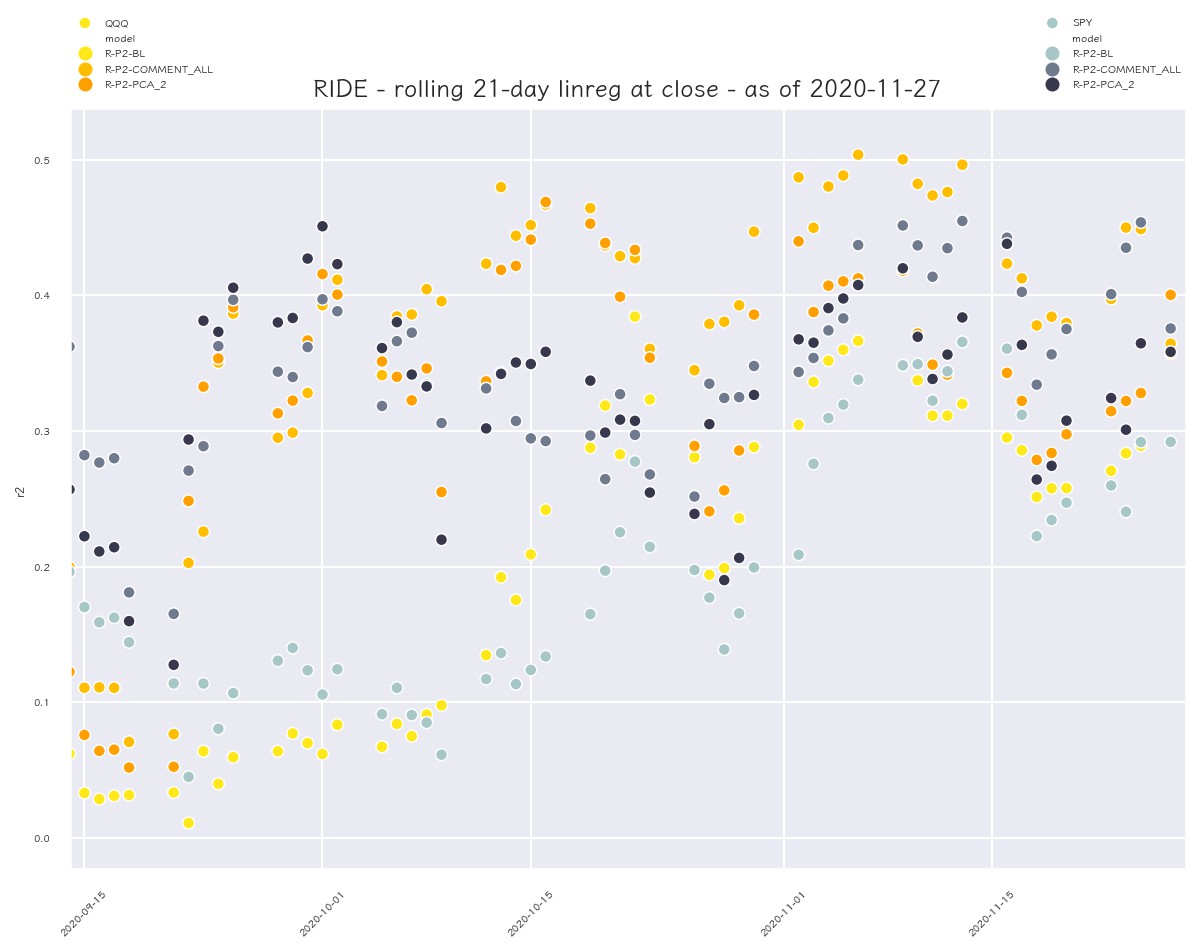 QQQ
model
R-P2-BL
R-P2-COMMENT_ALL
R-P2-PCA_2
SPY
model
R-P2-BL
R-P2-COMMENT_ALL
R-P2-PCA_2
RIDE - rolling 21-day linreg at close - as of 2020-11-27
0.5
0.4
0.3
r2
0.2
0.1
0.0
2020-09-15
2020-10-01
2020-10-15
2020-11-01
2020-11-15